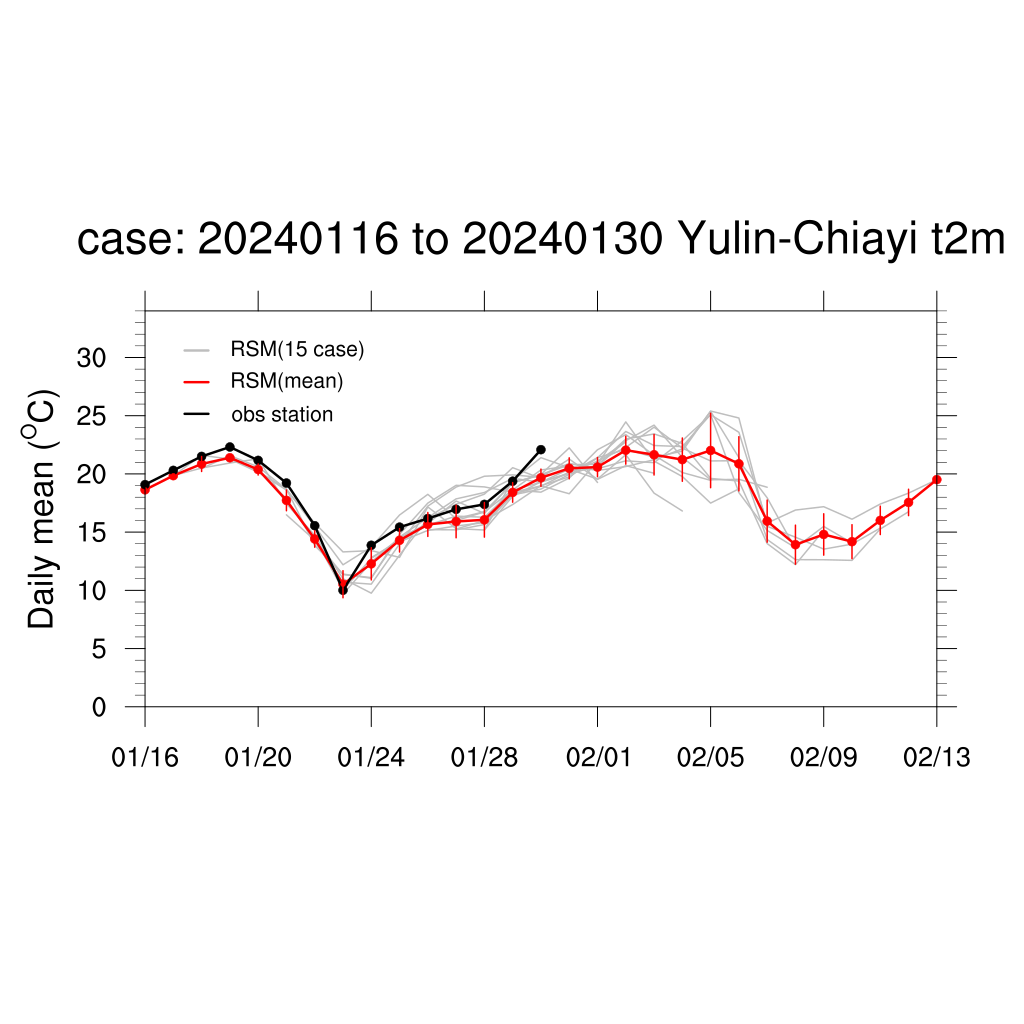 case: 20240116 to 20240130 Yulin-Chiayi t2m
RSM(15 case)
RSM(mean)
obs station
Daily mean (°C)
30
25
20
15
10
5
0
01/16 01/20 01/24 01/28 02/01 02/05 02/09 02/13